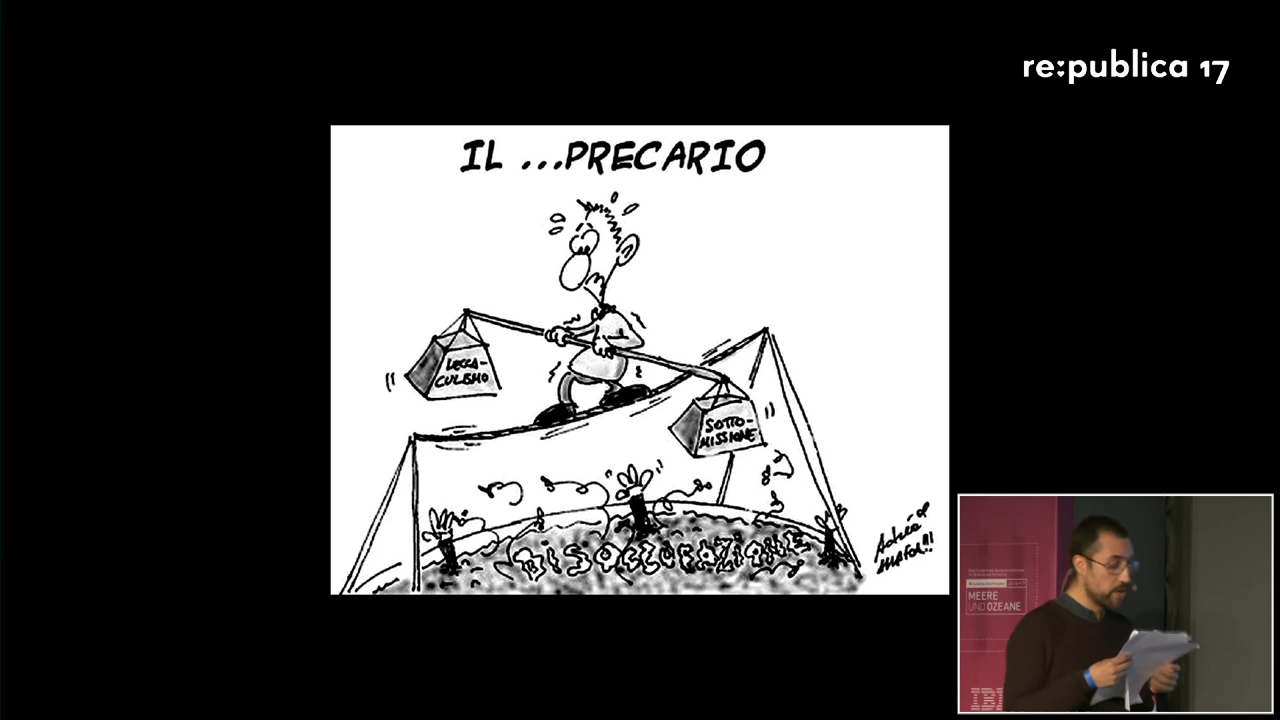 re:publica 17
IL ...PRECARIO
LECCA-
CULISMO
SOTTO-
MISSIONE
DISOCCUPAZIONE
MEERE
UND OZEANE